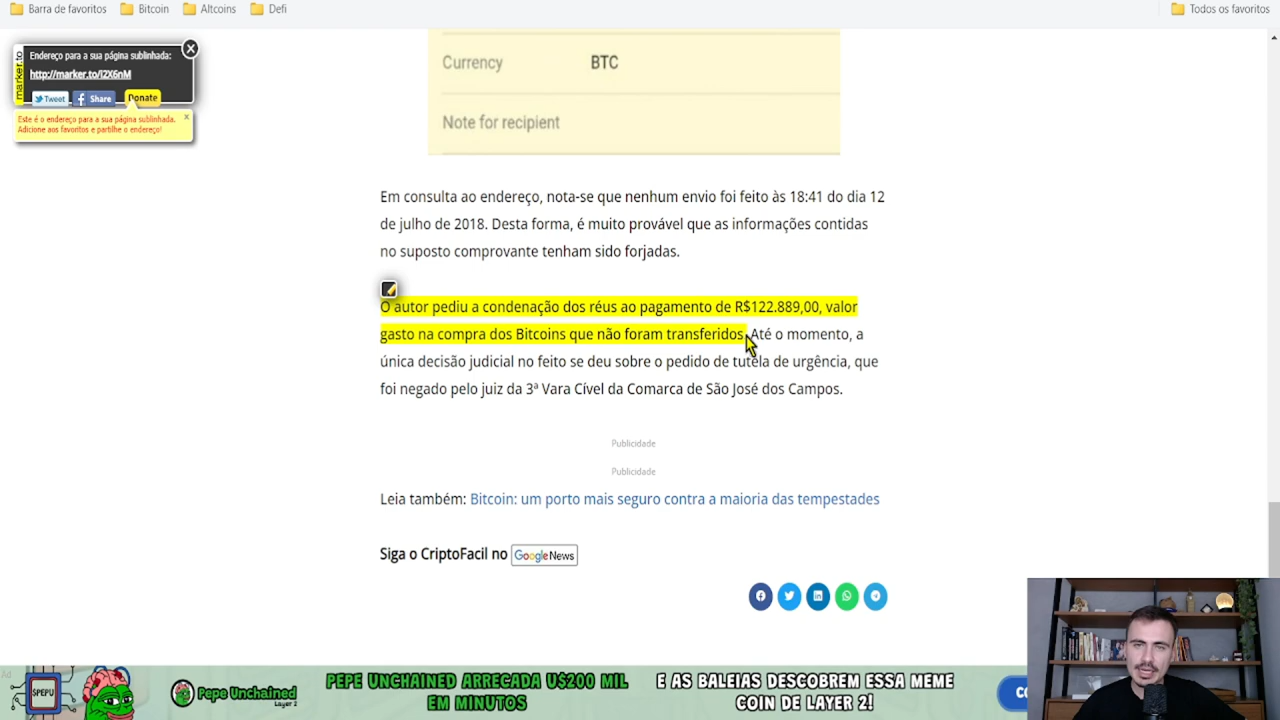 Barra de favoritos
Bitcoin
Altcoins
Defi
Todos os favoritos
marker.to
Endereço para a sua página sublinhada:
http://marker.to/l2X6nM
Tweet
Share
Donate
Este é o endereço para a sua página sublinhada.
Adicione aos favoritos e partilhe o endereço!
Currency BTC
Note for recipient
Em consulta ao endereço, nota-se que nenhum envio foi feito às 18:41 do dia 12
de julho de 2018. Desta forma, é muito provável que as informações contidas
no suposto comprovante tenham sido forjadas.
O autor pediu a condenação dos réus ao pagamento de R$122.889,00, valor
gasto na compra dos Bitcoins que não foram transferidos. Até o momento, a
única decisão judicial no feito se deu sobre o pedido de tutela de urgência, que
foi negado pelo juiz da 3ª Vara Cível da Comarca de São José dos Campos.
Publicidade
Publicidade
Leia também: Bitcoin: um porto mais seguro contra a maioria das tempestades
Siga o CriptoFacil no Google News
Ad
$PEPU
Pepe Unchained
Layer 2
PEPE UNCHAINED ARRECADA U$200 MIL
EM MINUTOS
E AS BALEIAS DESCOBREM ESSA MEME
COIN DE LAYER 2!